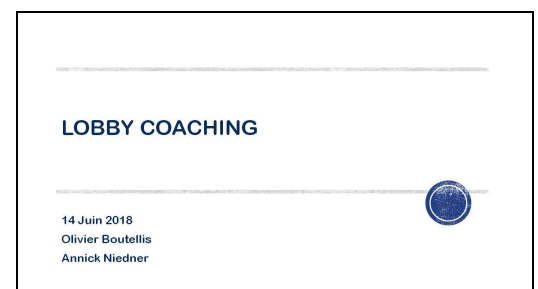 LOBBY COACHING
14 Juin 2018
Olivier Boutellis
Annick Niedner